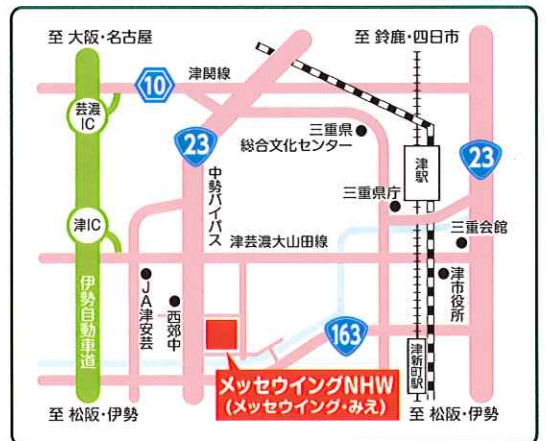 至 大阪・名古屋
至 鈴鹿・四日市
津関線
10
芸濃
IC
23
三重県
総合文化センター
中勢バイパス
津駅
23
三重県庁
津IC
三重会館
津芸濃大山田線
伊勢自動車道
JA津安芸
西郊中
津市役所
163
津新町駅
メッセウイングNHW
(メッセウイング・みえ)
至 松阪・伊勢
至 松阪・伊勢